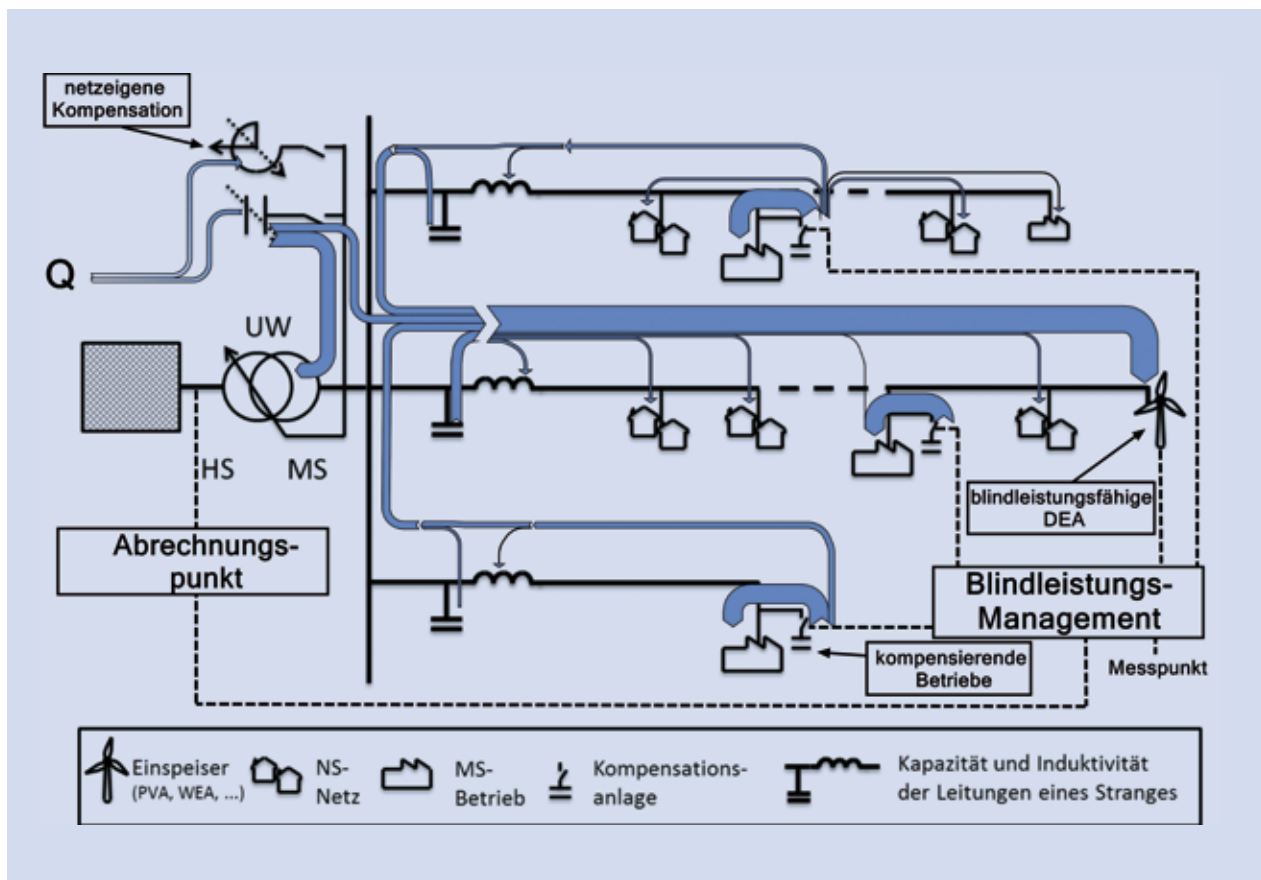 netzeigene
Kompensation
Q
UW
HS
MS
Abrechnungs-
punkt
blindleistungsfähige
DEA
Blindleistungs-
Management
kompensierende
Betriebe
Messpunkt
Einspeiser
(PVA, WEA, ...)
NS-
Netz
MS-
Betrieb
Kompensations-
anlage
Kapazität und Induktivität
der Leitungen eines Stranges